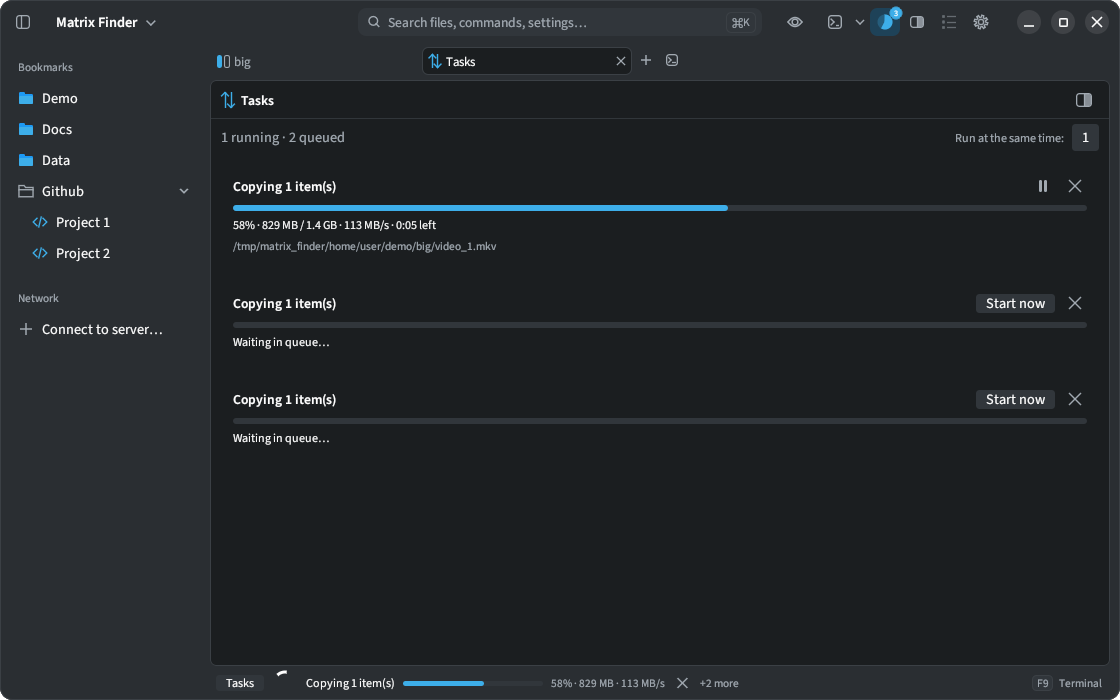 Matrix Finder
Search files, commands, settings…
⌘K
3
Bookmarks
Demo
Docs
Data
Github
Project 1
Project 2
Network
Connect to server…
big
Tasks
Tasks
1 running · 2 queued
Run at the same time: 1
Copying 1 item(s)
58% · 829 MB / 1.4 GB · 113 MB/s · 0:05 left
/tmp/matrix_finder/home/user/demo/big/video_1.mkv
Copying 1 item(s)
Start now
Waiting in queue…
Copying 1 item(s)
Start now
Waiting in queue…
Tasks
Copying 1 item(s)
58% · 829 MB · 113 MB/s
+2 more
F9 Terminal